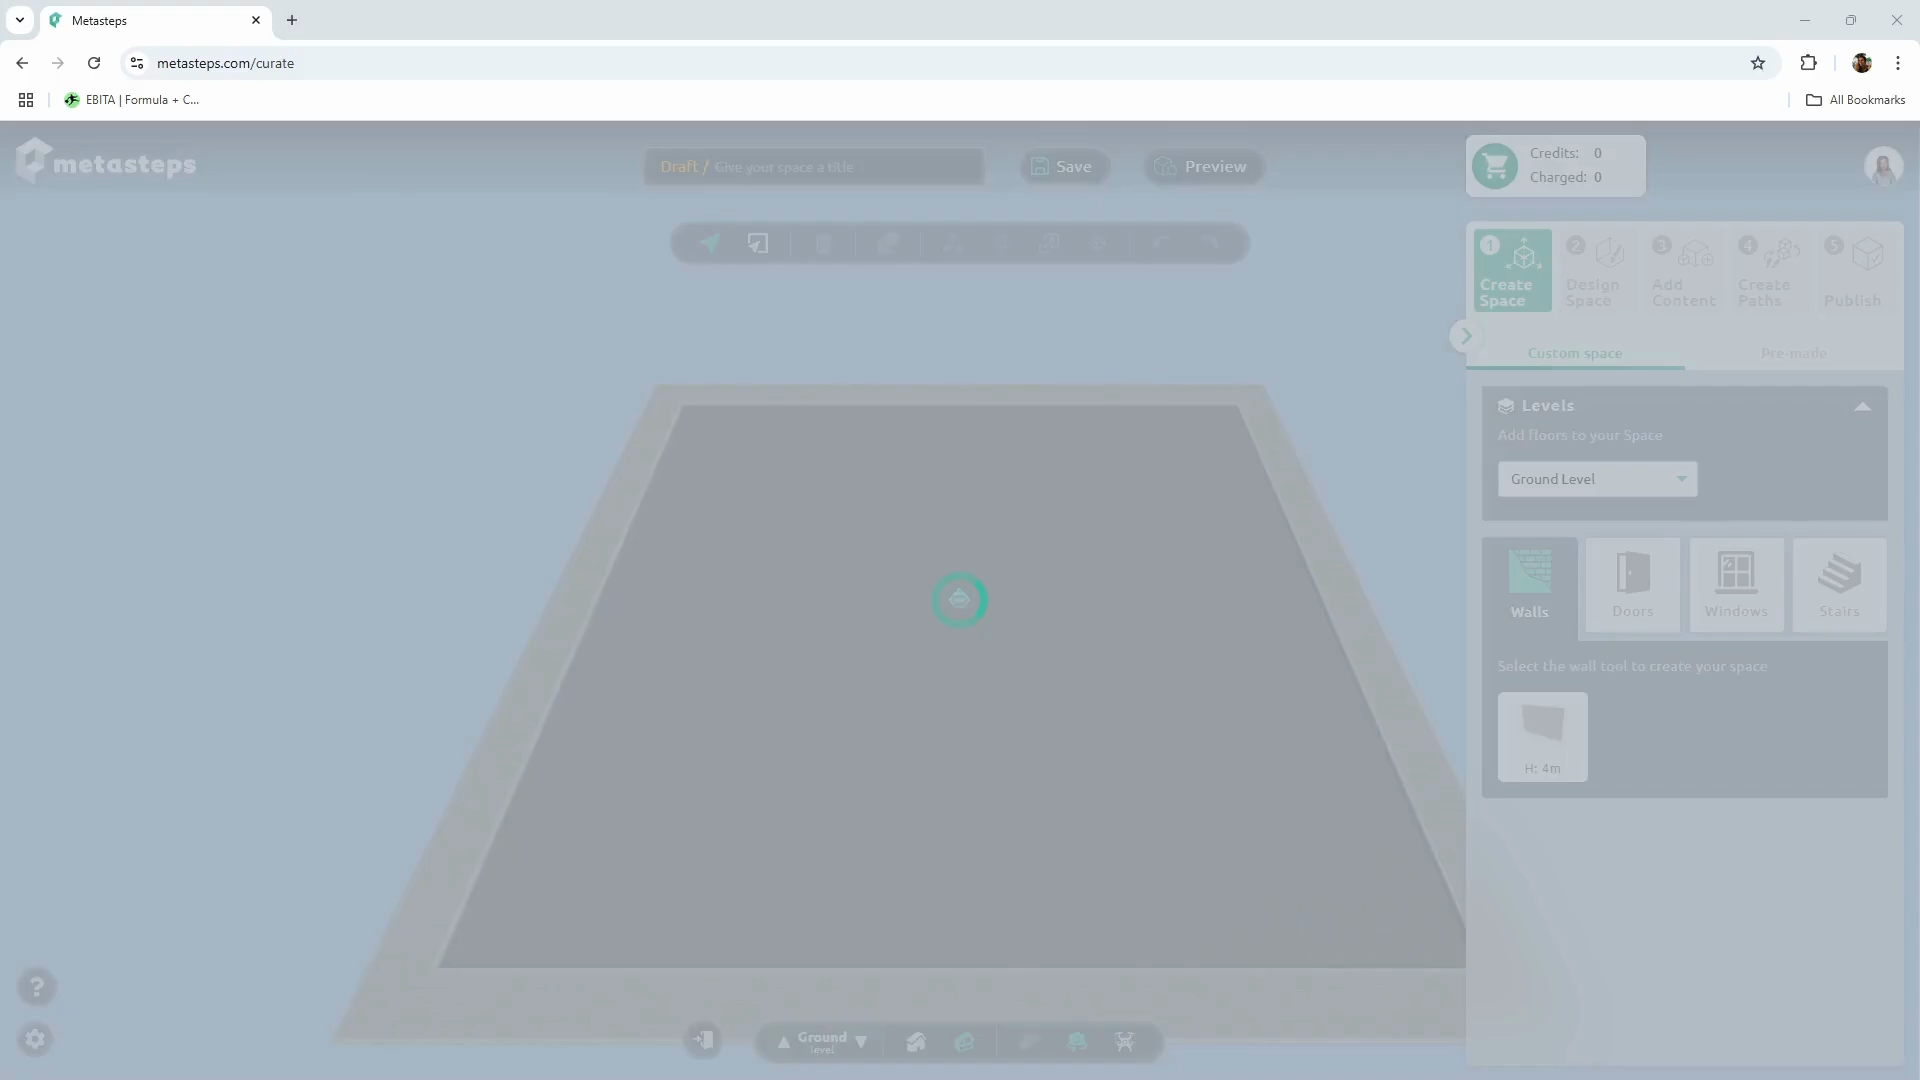 Metasteps
metasteps.com/curate
EBITA | Formula + C...
All Bookmarks
metasteps
Draft / Give your space a title
Save
Preview
Credits: 0
Charged: 0
1
Create
Space
2
Design
Space
3
Add
Content
4
Create
Paths
5
Publish
Custom space
Pre-made
Levels
Add floors to your Space
Ground Level
Walls
Doors
Windows
Stairs
Select the wall tool to create your space
H: 4m
?
Ground
level